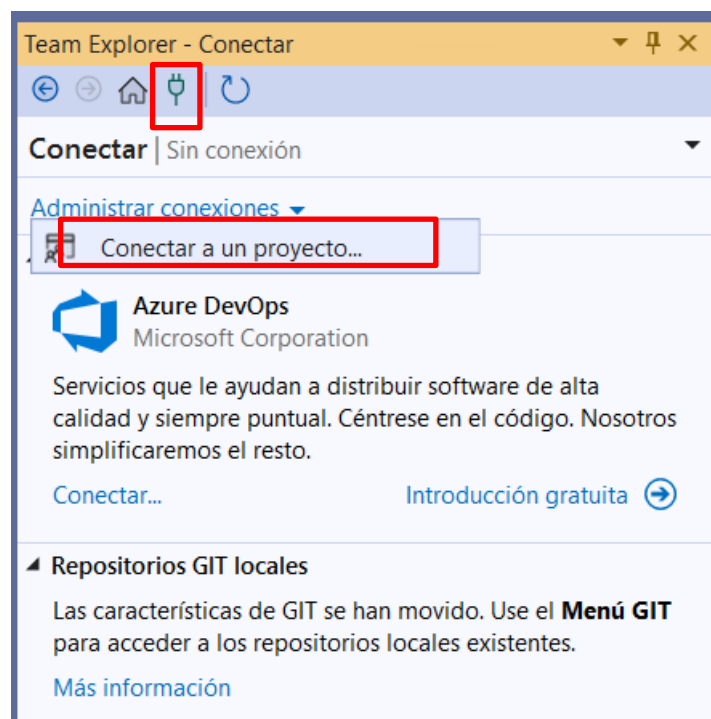 Team Explorer - Conectar
Conectar | Sin conexión
Administrar conexiones
Conectar a un proyecto...
Azure DevOps
Microsoft Corporation
Servicios que le ayudan a distribuir software de alta
calidad y siempre puntual. Céntrese en el código. Nosotros
simplificaremos el resto.
Conectar... Introducción gratuita
Repositorios GIT locales
Las características de GIT se han movido. Use el Menú GIT
para acceder a los repositorios locales existentes.
Más información